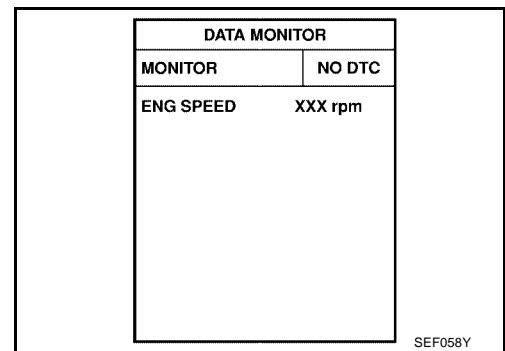 DATA MONITOR
MONITOR NO DTC
ENG SPEED XXX rpm
SEF058Y